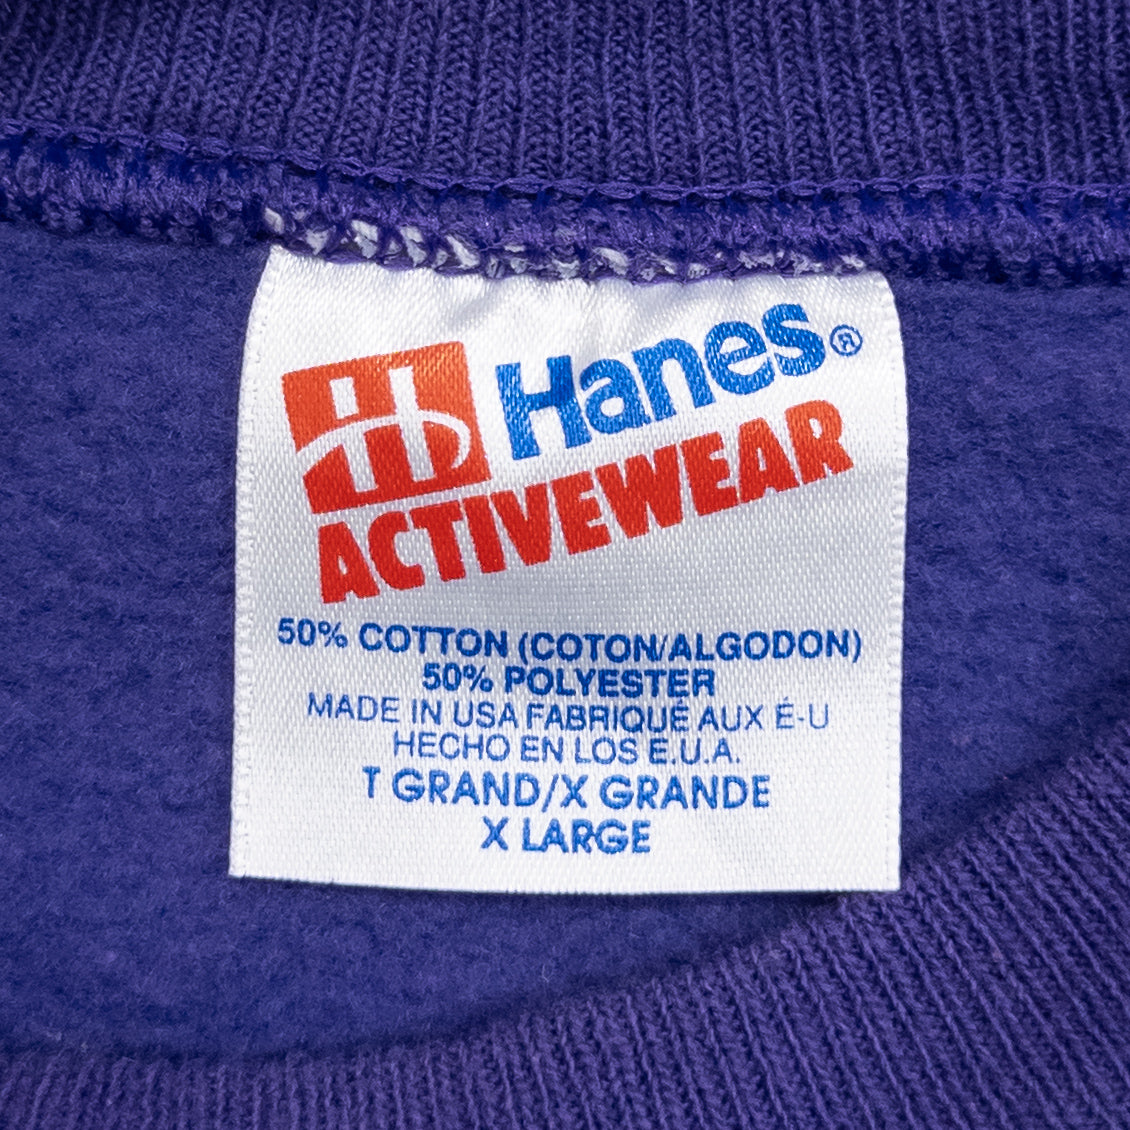 Hanes®
ACTIVEWEAR
50% COTTON (COTON/ALGODON)
50% POLYESTER
MADE IN USA FABRIQUÉ AUX É-U
HECHO EN LOS E.U.A.
T GRAND/X GRANDE
X LARGE